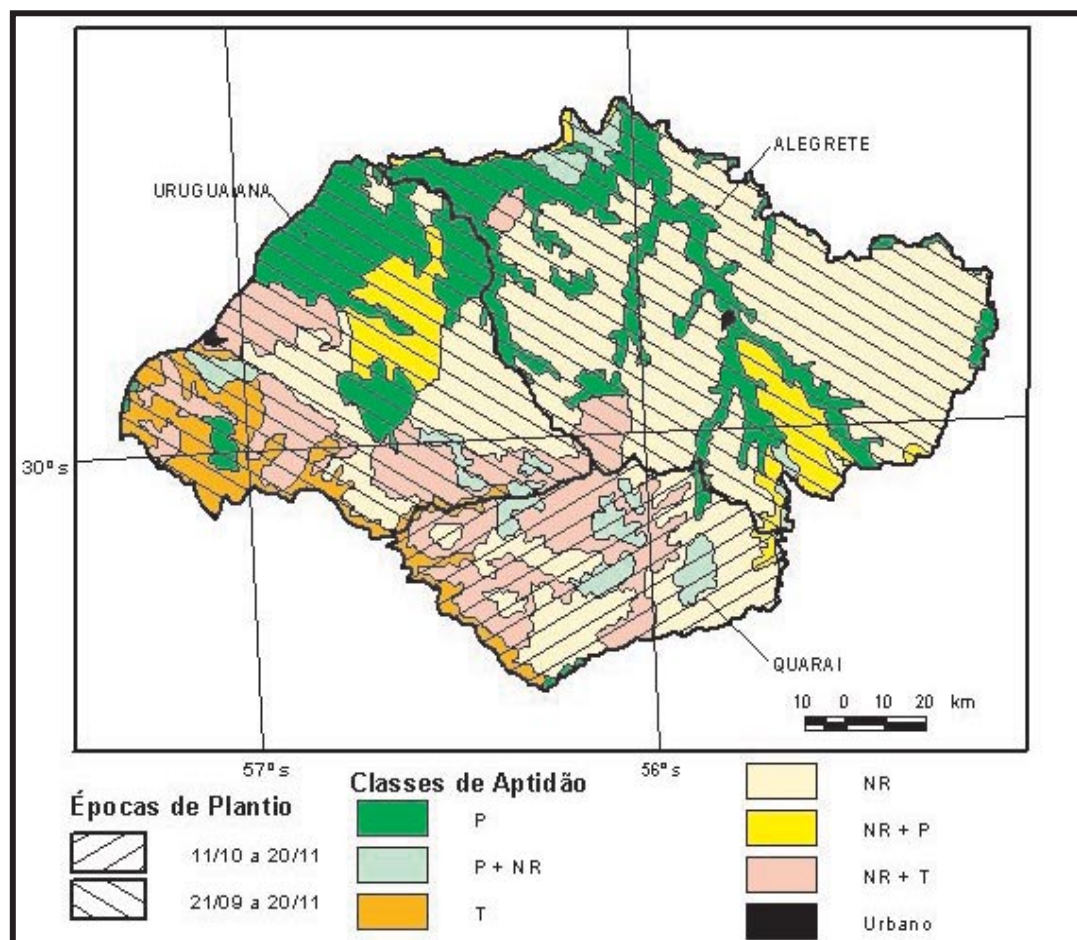 ALEGRETE
URUGUAIANA
30º s
QUARAI
10 0 10 20 km
57º s
56º s
Épocas de Plantio
11/10 a 20/11
21/09 a 20/11
Classes de Aptidão
P
P + NR
T
NR
NR + P
NR + T
Urbano